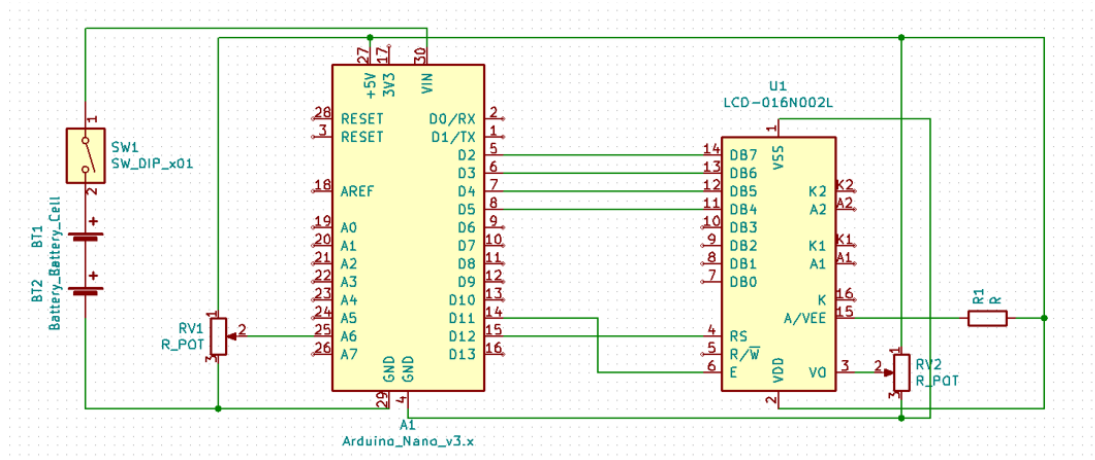 27
+5V
17
3V3
30
VIN
U1
LCD-016N002L
1
VSS
SW1
SW_DIP_x01
1
2
BT1
BT2
Battery_Battery_Cell
+
+
28 RESET
3 RESET
18 AREF
19 A0
20 A1
21 A2
22 A3
23 A4
24 A5
25 A6
26 A7
D0/RX 2
D1/TX 1
D2 5
D3 6
D4 7
D5 8
D6 9
D7 10
D8 11
D9 12
D10 13
D11 14
D12 15
D13 16
GND
GND
29
4
A1
Arduino_Nano_v3.x
RV1
R_POT
1
2
3
14 DB7
13 DB6
12 DB5
11 DB4
10 DB3
9 DB2
8 DB1
7 DB0
4 RS
5 R/W
6 E
K2 K2
A2 A2
K1 K1
A1 A1
K 16
A/VEE 15
VO 3
VDD
2
R1
R
RV2
R_POT
1
2
3